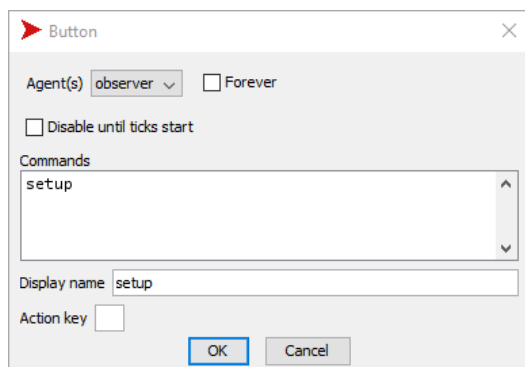 Button
Agent(s) observer Forever
Disable until ticks start
Commands
setup
Display name setup
Action key
OK Cancel